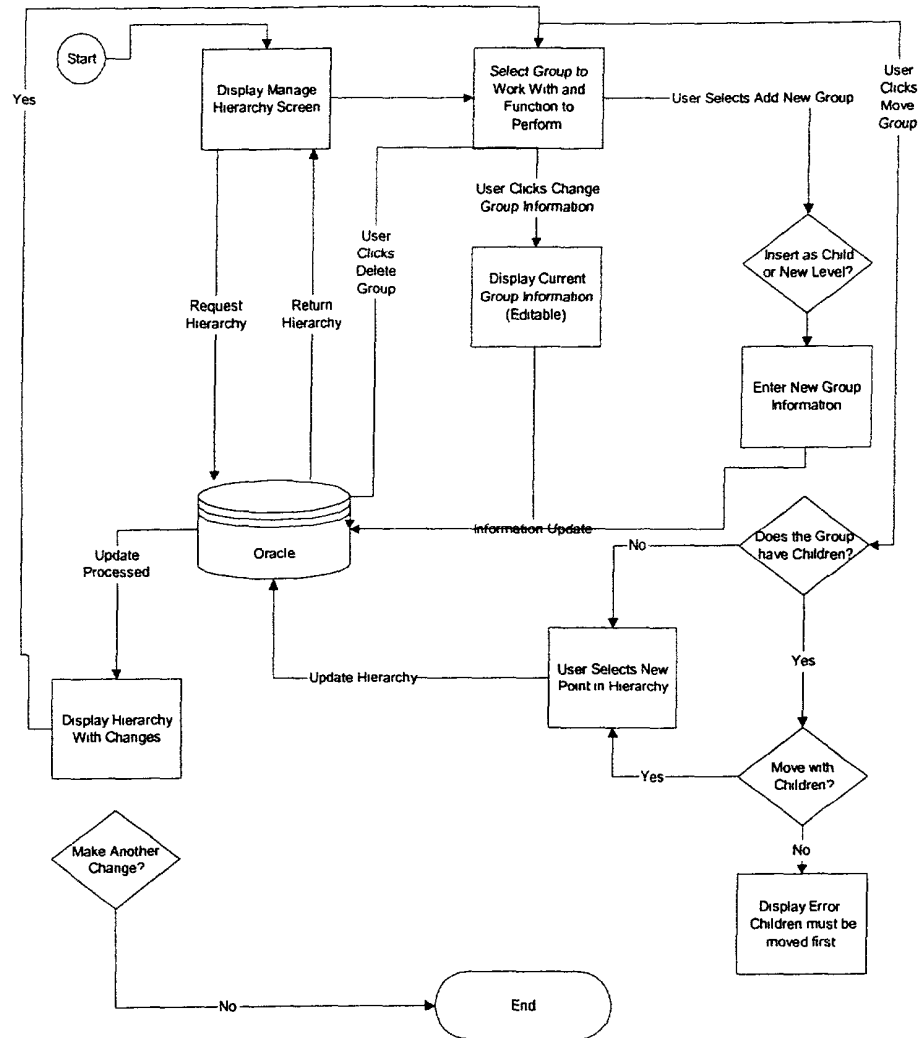 Start
Yes
Display Manage
Hierarchy Screen
Select Group to
Work With and
Function to
Perform
User Selects Add New Group
User
Clicks
Move
Group
User Clicks Change
Group Information
User
Clicks
Delete
Group
Insert as Child
or New Level?
Display Current
Group Information
(Editable)
Request
Hierarchy
Return
Hierarchy
Enter New Group
Information
Information Update
Oracle
Update
Processed
No
Does the Group
have Children?
Yes
Update Hierarchy
User Selects New
Point in Hierarchy
Display Hierarchy
With Changes
Yes
Move with
Children?
Make Another
Change?
No
Display Error
Children must be
moved first
No
End